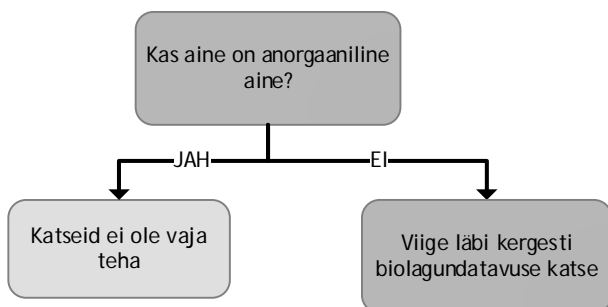 Kas aine on anorgaaniline
aine?
JAH
EI
Katseid ei ole vaja
teha
Viige läbi kergesti
biolagundatavuse katse